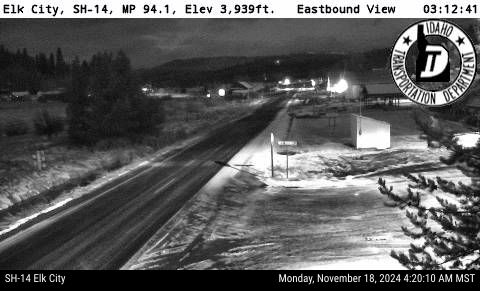 Elk City, SH-14, MP 94.1, Elev 3,939ft. Eastbound View 03:12:41
IDAHO
TRANSPORTATION DEPARTMENT
SH-14 Elk City Monday, November 18, 2024 4:20:10 AM MST